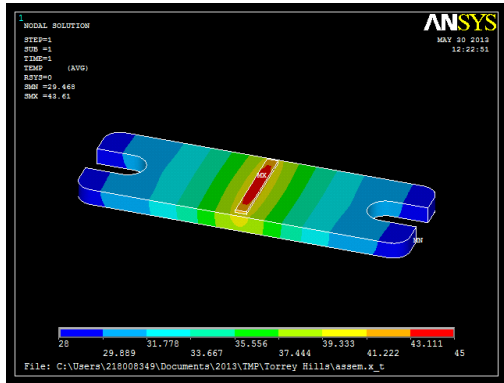 1
NODAL SOLUTION
ANSYS
STEP=1
SUB =1
TIME=1
TEMP (AVG)
RSYS=0
SMN =29.468
SMX =43.61
MAY 30 2013
12:22:51
MX
MN
28 31.778 35.556 39.333 43.111
29.889 33.667 37.444 41.222 45
File: C:\Users\218008349\Documents\2013\TMP\Torrey Hills\assem.x_t